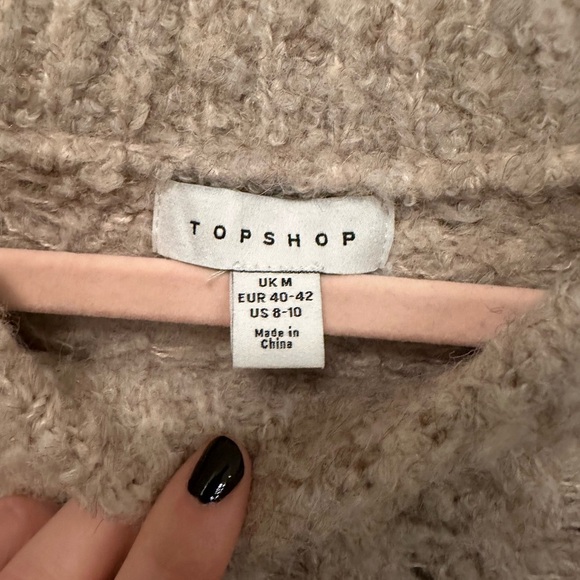 TOPSHOP
UK M
EUR 40-42
US 8-10
Made in
China